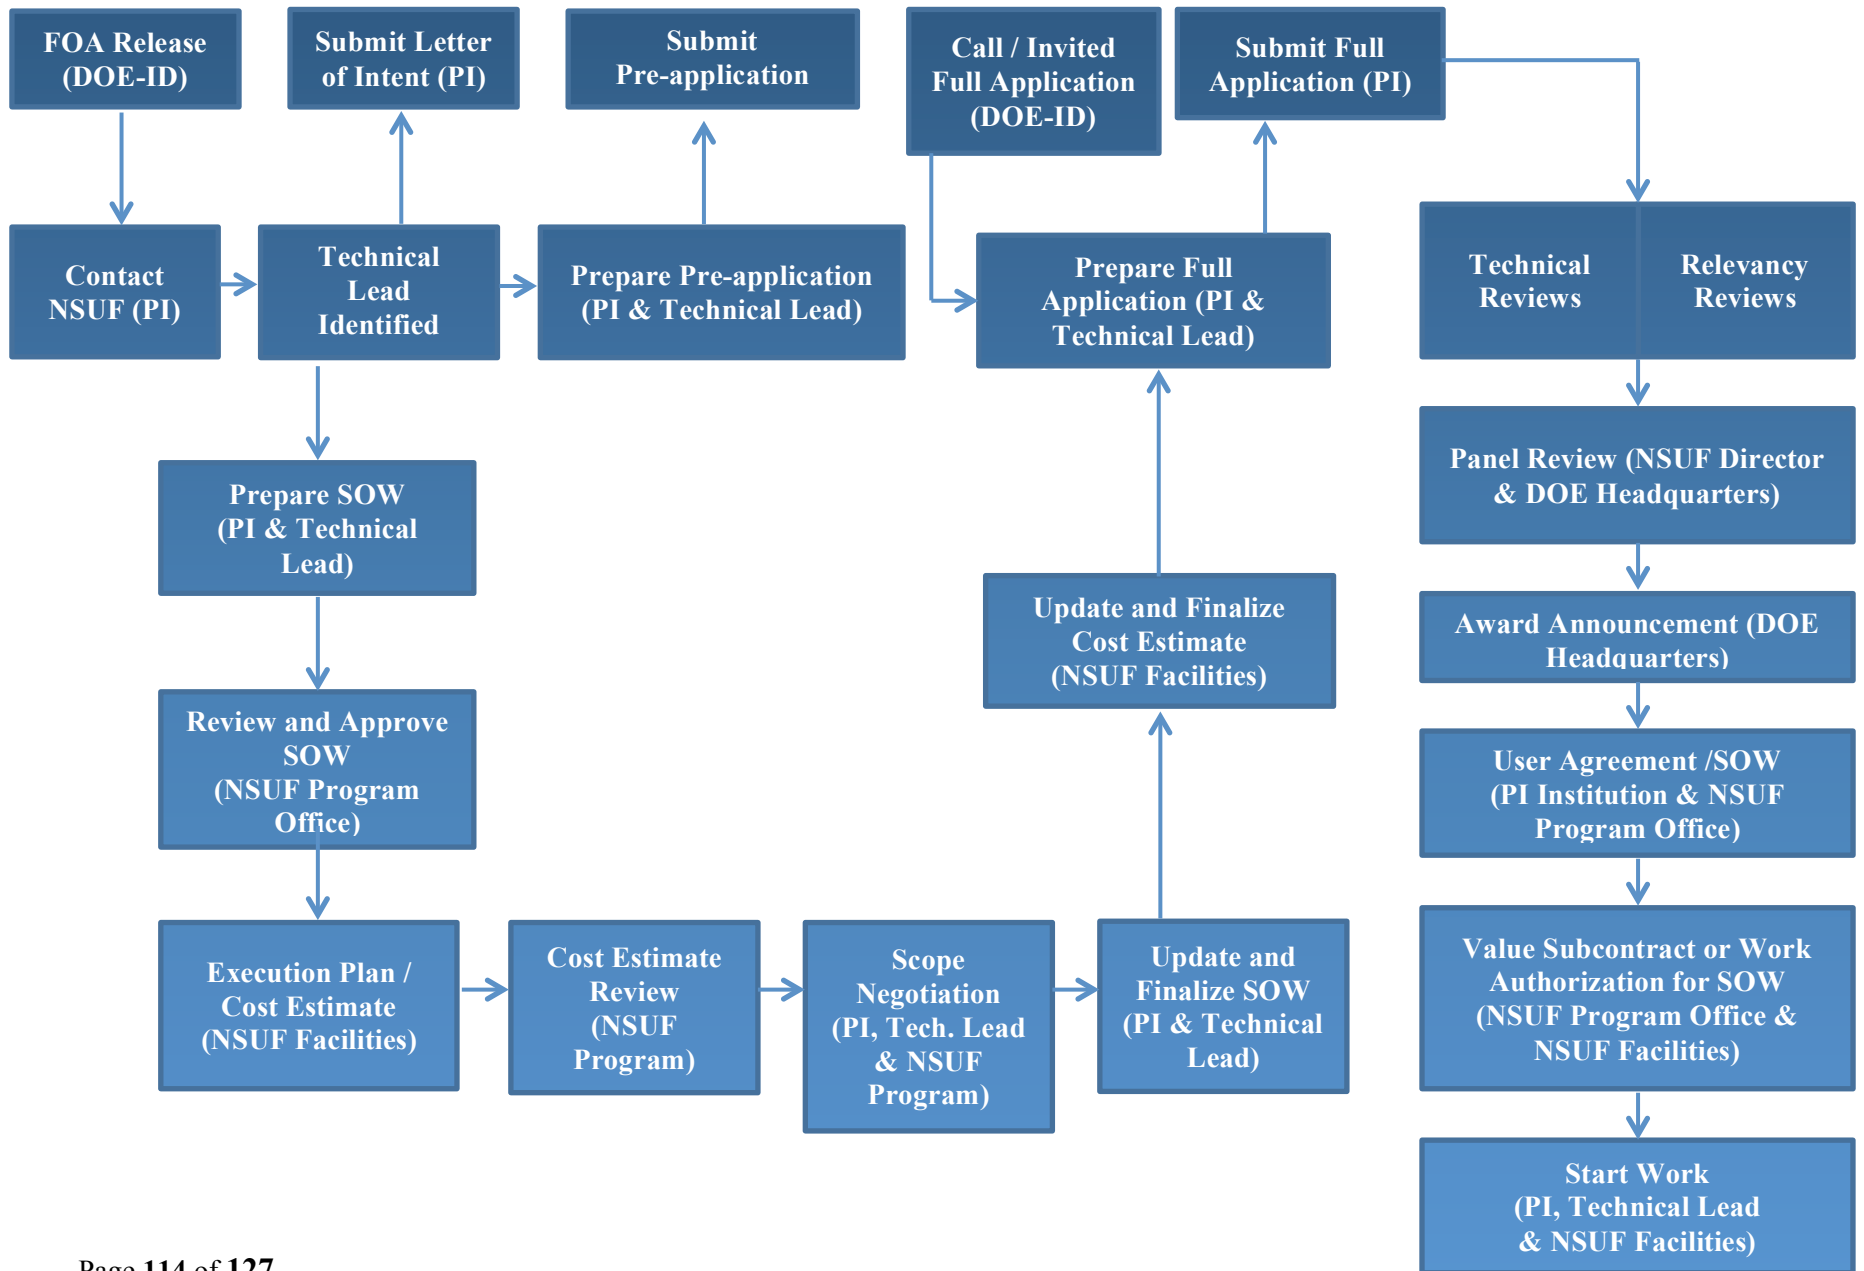 FOA Release
(DOE-ID)
Submit Letter
of Intent (PI)
Submit
Pre-application
Call / Invited
Full Application
(DOE-ID)
Submit Full
Application (PI)
Contact
NSUF (PI)
Technical
Lead
Identified
Prepare Pre-application
(PI & Technical Lead)
Prepare Full
Application (PI &
Technical Lead)
Technical
Reviews
Relevancy
Reviews
Prepare SOW
(PI & Technical
Lead)
Panel Review (NSUF Director
& DOE Headquarters)
Update and Finalize
Cost Estimate
(NSUF Facilities)
Award Announcement (DOE
Headquarters)
Review and Approve
SOW
(NSUF Program
Office)
User Agreement /SOW
(PI Institution & NSUF
Program Office)
Execution Plan /
Cost Estimate
(NSUF Facilities)
Cost Estimate
Review
(NSUF
Program)
Scope
Negotiation
(PI, Tech. Lead
& NSUF
Program)
Update and
Finalize SOW
(PI & Technical
Lead)
Value Subcontract or Work
Authorization for SOW
(NSUF Program Office &
NSUF Facilities)
Start Work
(PI, Technical Lead
& NSUF Facilities)
Page 114 of 127